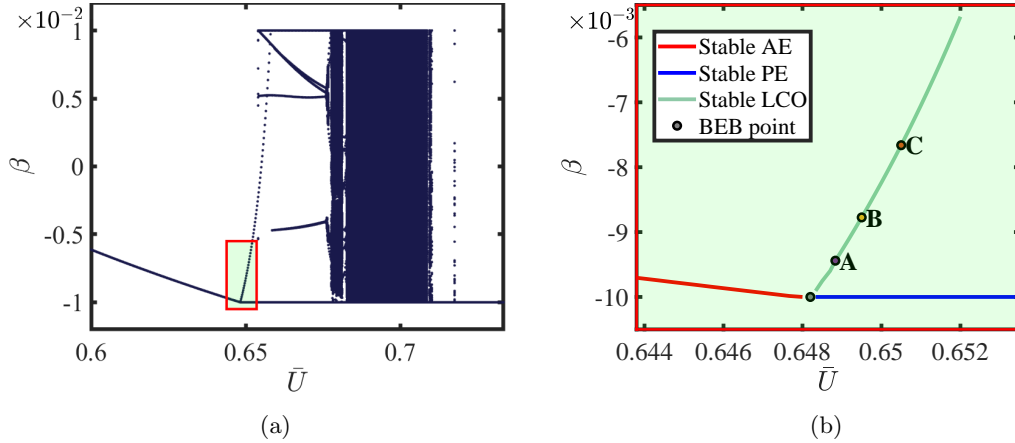 ×10⁻²
1
0.5
0
-0.5
-1
β
0.6
0.65
0.7
Ū
(a)
×10⁻³
-6
-7
-8
-9
-10
β
Stable AE
Stable PE
Stable LCO
BEB point
C
B
A
0.644
0.646
0.648
0.65
0.652
Ū
(b)